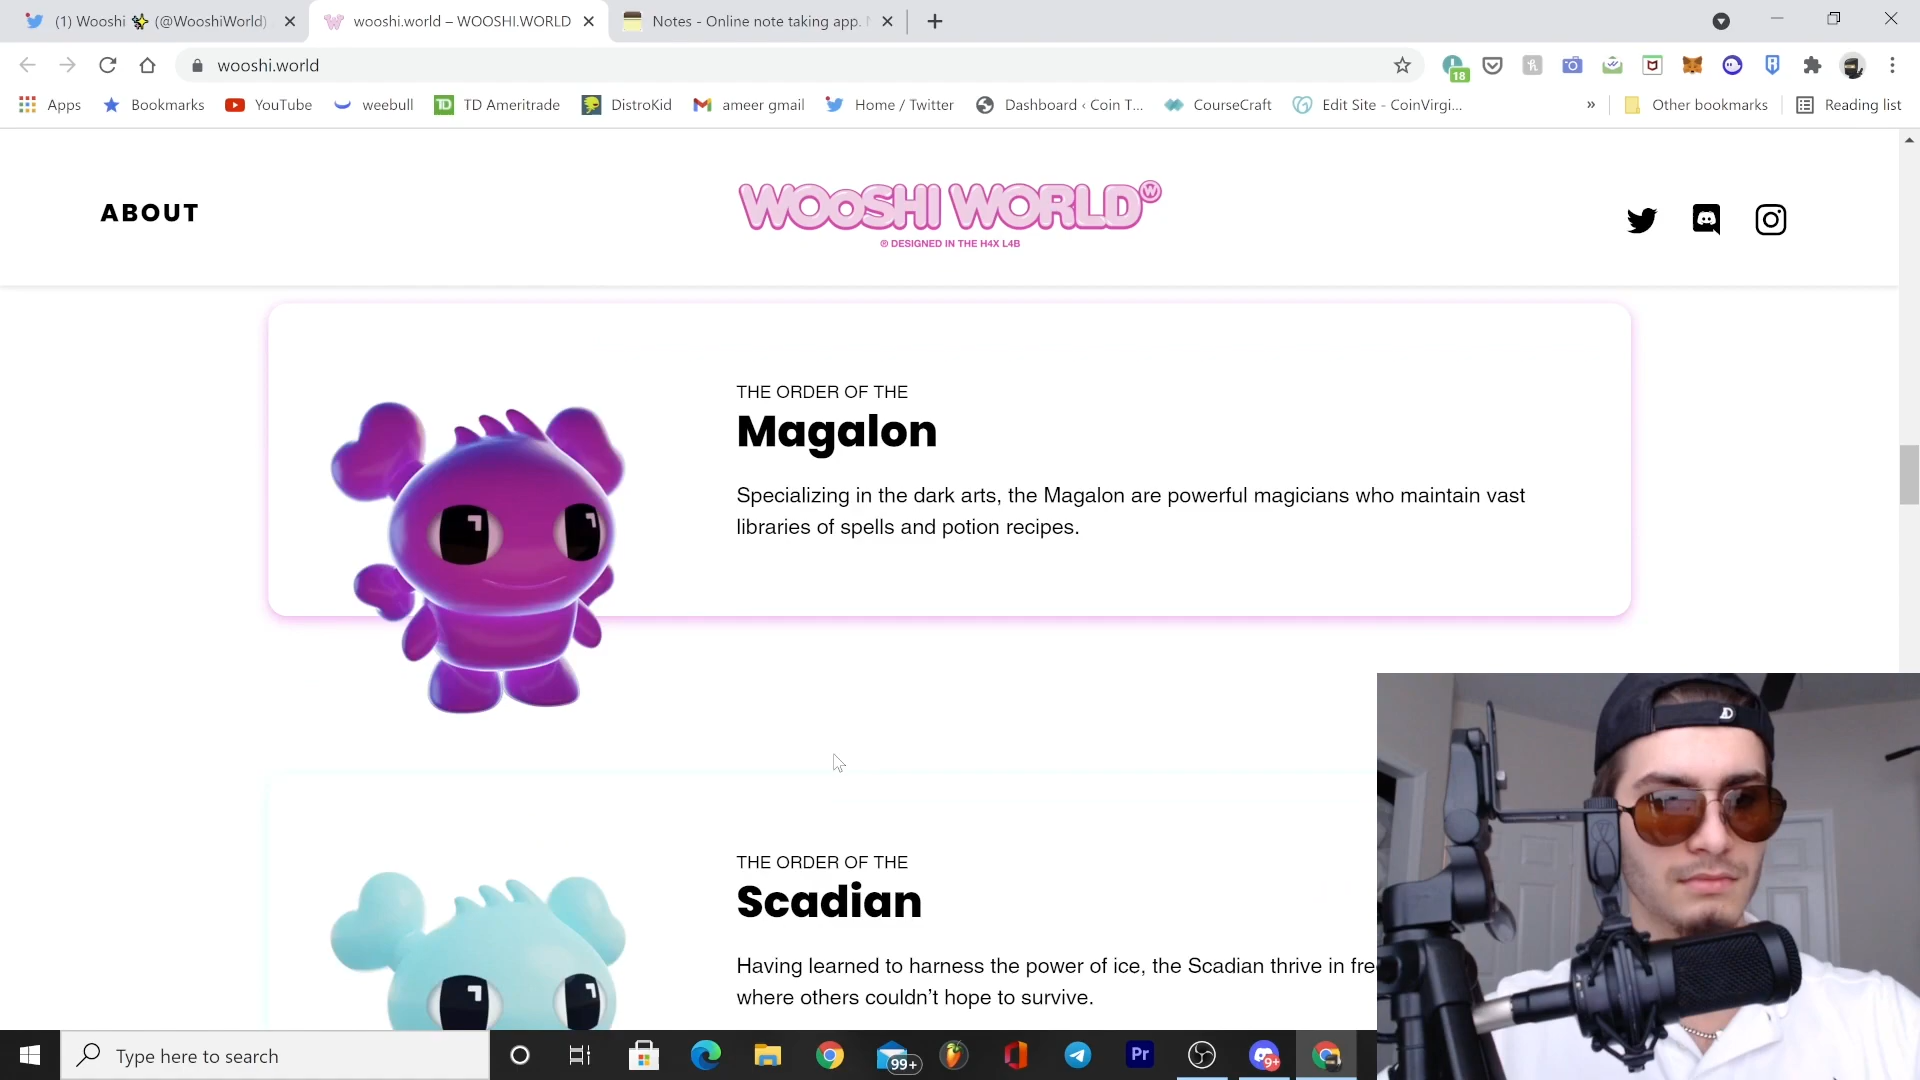 (1) Wooshi ✨ (@WooshiWorld)
wooshi.world – WOOSHI.WORLD
Notes - Online note taking app.
wooshi.world
18
Apps
Bookmarks
YouTube
weebull
TD Ameritrade
DistroKid
ameer gmail
Home / Twitter
Dashboard ‹ Coin T...
CourseCraft
Edit Site - CoinVirgi...
»
Other bookmarks
Reading list
ABOUT
WOOSHI WORLD
® DESIGNED IN THE H4X L4B
THE ORDER OF THE
Magalon
Specializing in the dark arts, the Magalon are powerful magicians who maintain vast
libraries of spells and potion recipes.
THE ORDER OF THE
Scadian
Having learned to harness the power of ice, the Scadian thrive in fre
where others couldn't hope to survive.
Type here to search
99+
Pr
9+